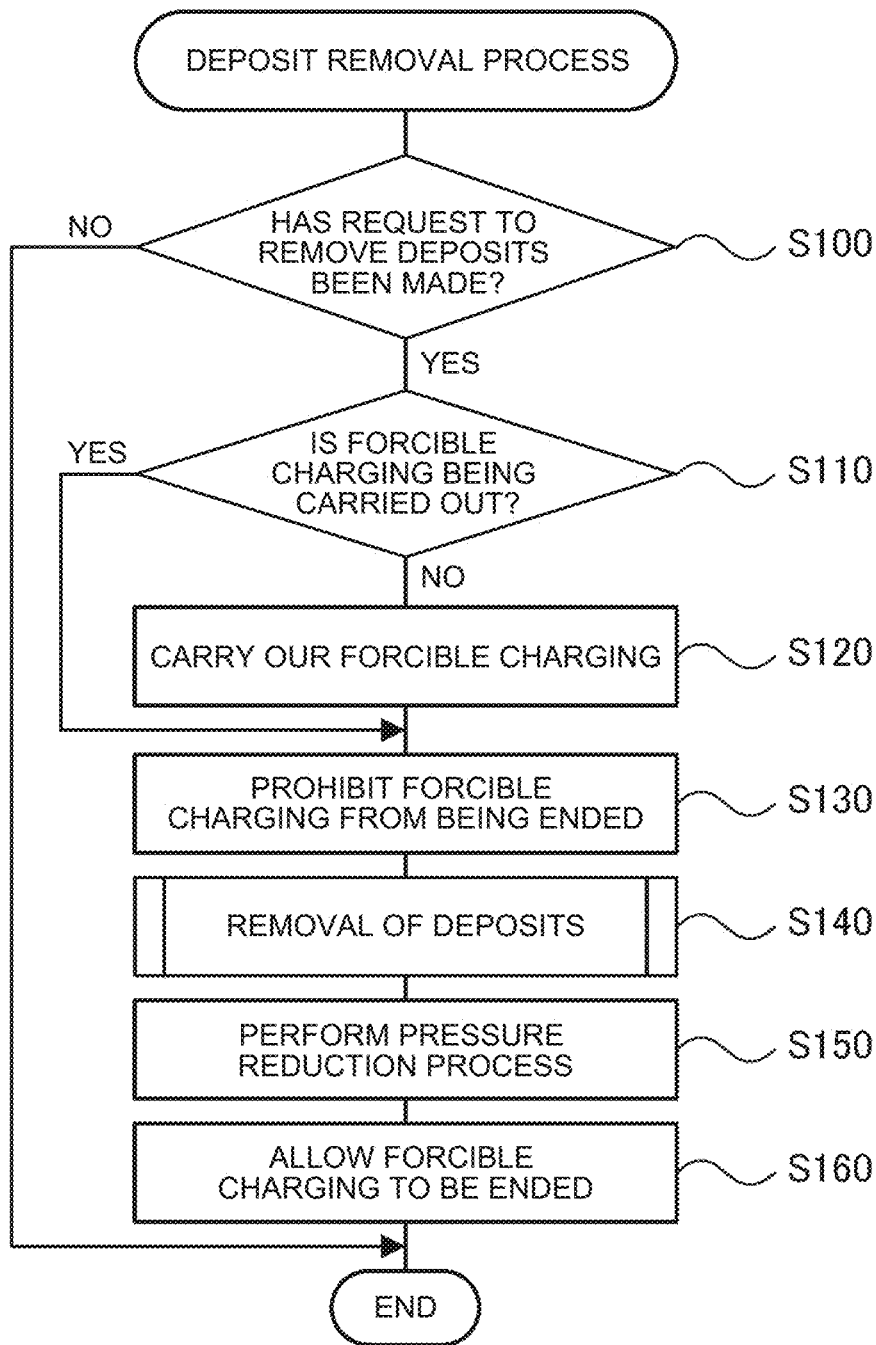 DEPOSIT REMOVAL PROCESS
NO
HAS REQUEST TO
REMOVE DEPOSITS
BEEN MADE?
S100
YES
YES
IS FORCIBLE
CHARGING BEING
CARRIED OUT?
S110
NO
CARRY OUR FORCIBLE CHARGING
S120
PROHIBIT FORCIBLE
CHARGING FROM BEING ENDED
S130
REMOVAL OF DEPOSITS
S140
PERFORM PRESSURE
REDUCTION PROCESS
S150
ALLOW FORCIBLE
CHARGING TO BE ENDED
S160
END